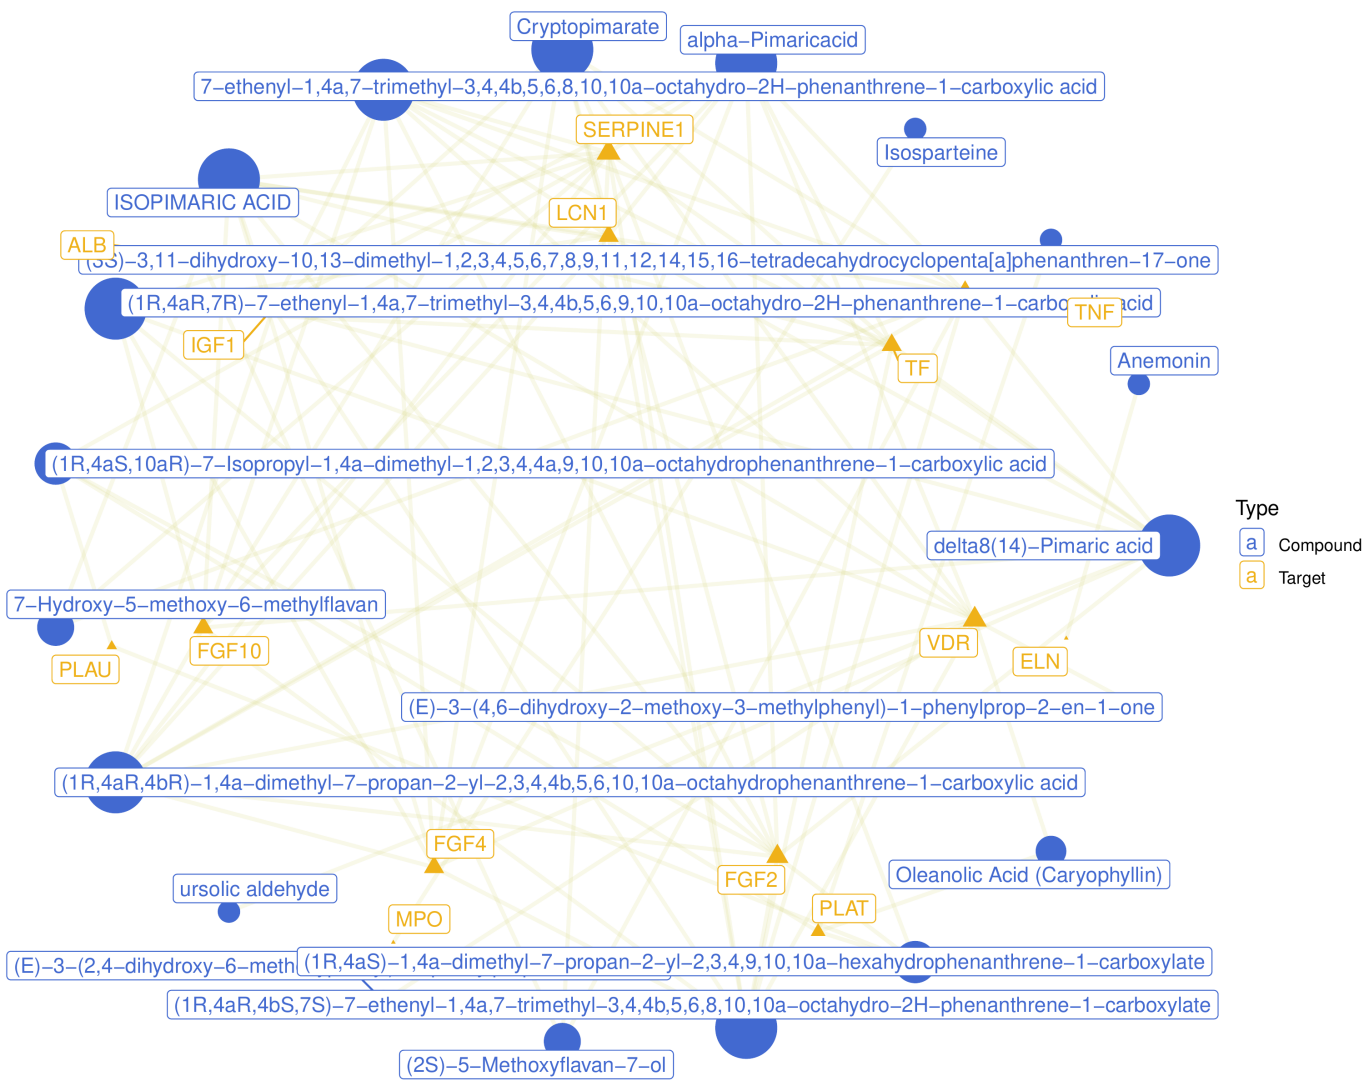 Cryptopimarate
alpha−Pimaricacid
7−ethenyl−1,4a,7−trimethyl−3,4,4b,5,6,8,10,10a−octahydro−2H−phenanthrene−1−carboxylic acid
SERPINE1
Isosparteine
ISOPIMARIC ACID
LCN1
ALB
(3S)−3,11−dihydroxy−10,13−dimethyl−1,2,3,4,5,6,7,8,9,11,12,14,15,16−tetradecahydrocyclopenta[a]phenanthren−17−one
(1R,4aR,7R)−7−ethenyl−1,4a,7−trimethyl−3,4,4b,5,6,9,10,10a−octahydro−2H−phenanthrene−1−carboxylic acid
TNF
IGF1
TF
Anemonin
(1R,4aS,10aR)−7−Isopropyl−1,4a−dimethyl−1,2,3,4,4a,9,10,10a−octahydrophenanthrene−1−carboxylic acid
Type
a Compound
a Target
delta8(14)−Pimaric acid
7−Hydroxy−5−methoxy−6−methylflavan
PLAU
FGF10
VDR
ELN
(E)−3−(4,6−dihydroxy−2−methoxy−3−methylphenyl)−1−phenylprop−2−en−1−one
(1R,4aR,4bR)−1,4a−dimethyl−7−propan−2−yl−2,3,4,4b,5,6,10,10a−octahydrophenanthrene−1−carboxylic acid
FGF4
FGF2
Oleanolic Acid (Caryophyllin)
ursolic aldehyde
MPO
PLAT
(E)−3−(2,4−dihydroxy−6−meth
(1R,4aS)−1,4a−dimethyl−7−propan−2−yl−2,3,4,9,10,10a−hexahydrophenanthrene−1−carboxylate
(1R,4aR,4bS,7S)−7−ethenyl−1,4a,7−trimethyl−3,4,4b,5,6,8,10,10a−octahydro−2H−phenanthrene−1−carboxylate
(2S)−5−Methoxyflavan−7−ol